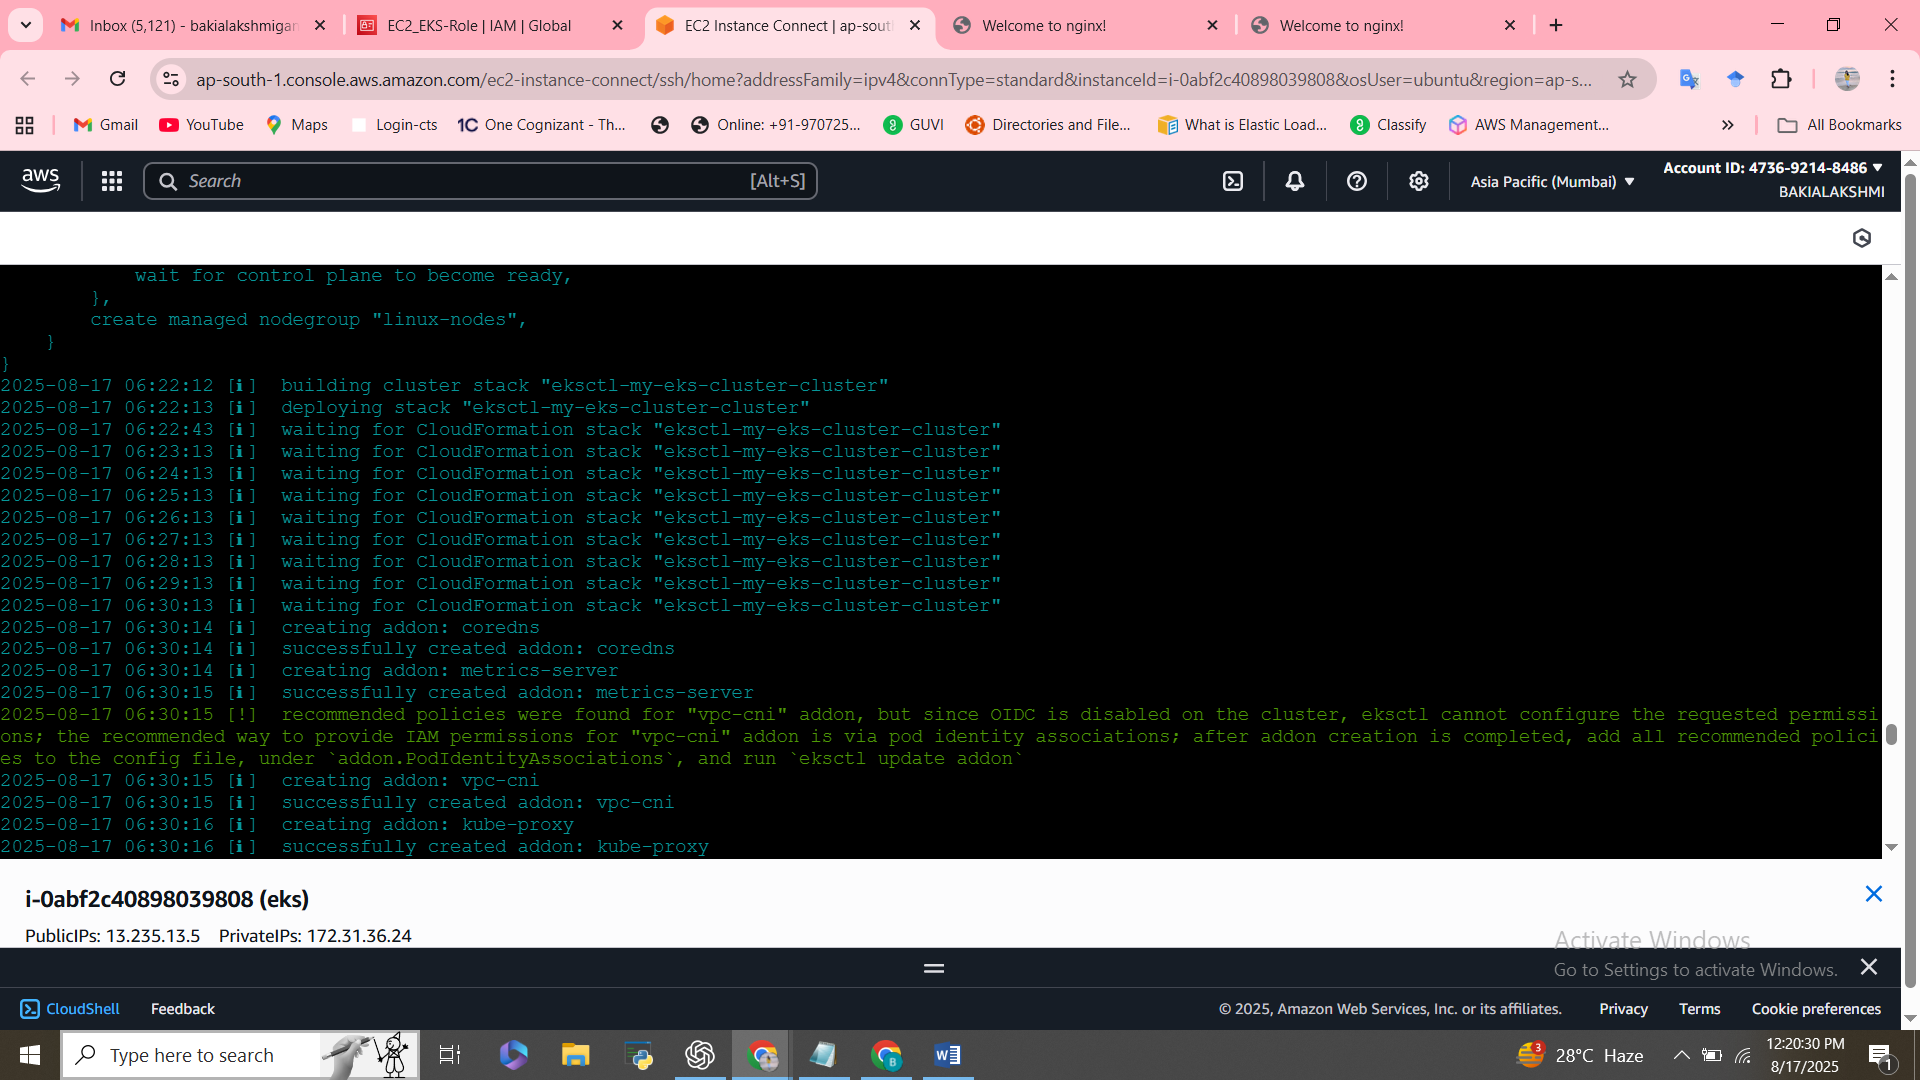 Inbox (5,121) - bakialakshmigan
EC2_EKS-Role | IAM | Global
EC2 Instance Connect | ap-sout
Welcome to nginx!
Welcome to nginx!
ap-south-1.console.aws.amazon.com/ec2-instance-connect/ssh/home?addressFamily=ipv4&connType=standard&instanceId=i-0abf2c40898039808&osUser=ubuntu&region=ap-s...
Gmail
YouTube
Maps
Login-cts
1C One Cognizant - Th...
Online: +91-970725...
GUVI
Directories and File...
What is Elastic Load...
Classify
AWS Management...
»
All Bookmarks
aws
Search
[Alt+S]
Asia Pacific (Mumbai)
Account ID: 4736-9214-8486
BAKIALAKSHMI
wait for control plane to become ready,
},
create managed nodegroup "linux-nodes",
}
}
2025-08-17 06:22:12 [ℹ]  building cluster stack "eksctl-my-eks-cluster-cluster"
2025-08-17 06:22:13 [ℹ]  deploying stack "eksctl-my-eks-cluster-cluster"
2025-08-17 06:22:43 [ℹ]  waiting for CloudFormation stack "eksctl-my-eks-cluster-cluster"
2025-08-17 06:23:13 [ℹ]  waiting for CloudFormation stack "eksctl-my-eks-cluster-cluster"
2025-08-17 06:24:13 [ℹ]  waiting for CloudFormation stack "eksctl-my-eks-cluster-cluster"
2025-08-17 06:25:13 [ℹ]  waiting for CloudFormation stack "eksctl-my-eks-cluster-cluster"
2025-08-17 06:26:13 [ℹ]  waiting for CloudFormation stack "eksctl-my-eks-cluster-cluster"
2025-08-17 06:27:13 [ℹ]  waiting for CloudFormation stack "eksctl-my-eks-cluster-cluster"
2025-08-17 06:28:13 [ℹ]  waiting for CloudFormation stack "eksctl-my-eks-cluster-cluster"
2025-08-17 06:29:13 [ℹ]  waiting for CloudFormation stack "eksctl-my-eks-cluster-cluster"
2025-08-17 06:30:13 [ℹ]  waiting for CloudFormation stack "eksctl-my-eks-cluster-cluster"
2025-08-17 06:30:14 [ℹ]  creating addon: coredns
2025-08-17 06:30:14 [ℹ]  successfully created addon: coredns
2025-08-17 06:30:14 [ℹ]  creating addon: metrics-server
2025-08-17 06:30:15 [ℹ]  successfully created addon: metrics-server
2025-08-17 06:30:15 [!]  recommended policies were found for "vpc-cni" addon, but since OIDC is disabled on the cluster, eksctl cannot configure the requested permissi
ons; the recommended way to provide IAM permissions for "vpc-cni" addon is via pod identity associations; after addon creation is completed, add all recommended polici
es to the config file, under `addon.PodIdentityAssociations`, and run `eksctl update addon`
2025-08-17 06:30:15 [ℹ]  creating addon: vpc-cni
2025-08-17 06:30:15 [ℹ]  successfully created addon: vpc-cni
2025-08-17 06:30:16 [ℹ]  creating addon: kube-proxy
2025-08-17 06:30:16 [ℹ]  successfully created addon: kube-proxy
i-0abf2c40898039808 (eks)
PublicIPs: 13.235.13.5 PrivateIPs: 172.31.36.24
Activate Windows
Go to Settings to activate Windows.
CloudShell
Feedback
© 2025, Amazon Web Services, Inc. or its affiliates.
Privacy
Terms
Cookie preferences
Type here to search
3
28°C Haze
12:20:30 PM
8/17/2025
1